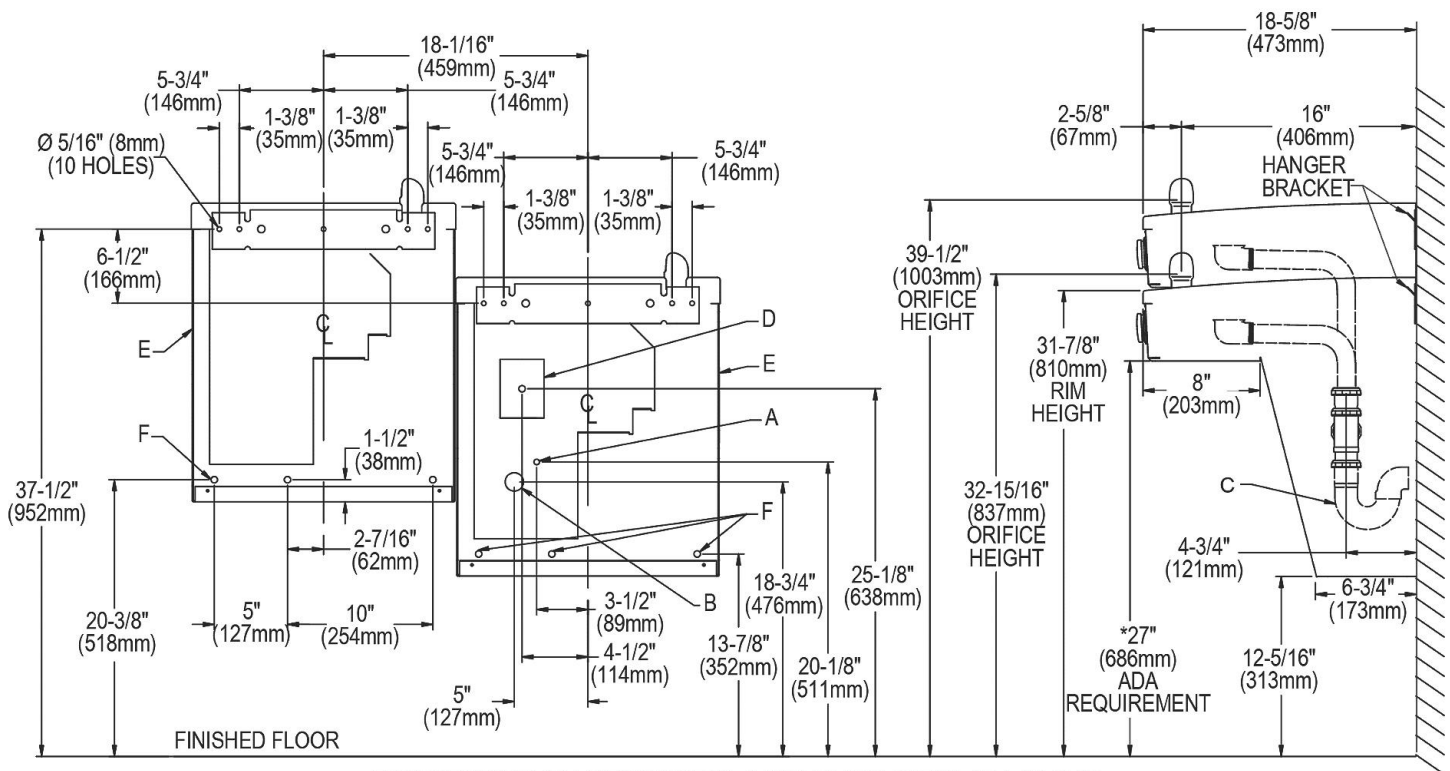 18-1/16"
(459mm)
5-3/4"
(146mm)
5-3/4"
(146mm)
1-3/8"
(35mm)
1-3/8"
(35mm)
Ø 5/16" (8mm)
(10 HOLES)
5-3/4"
(146mm)
5-3/4"
(146mm)
1-3/8"
(35mm)
1-3/8"
(35mm)
6-1/2"
(166mm)
CL
D
E
E
CL
A
F
1-1/2"
(38mm)
37-1/2"
(952mm)
F
2-7/16"
(62mm)
B
18-3/4"
(476mm)
25-1/8"
(638mm)
20-3/8"
(518mm)
5"
(127mm)
10"
(254mm)
3-1/2"
(89mm)
13-7/8"
(352mm)
4-1/2"
(114mm)
20-1/8"
(511mm)
5"
(127mm)
FINISHED FLOOR
18-5/8"
(473mm)
2-5/8"
(67mm)
16"
(406mm)
HANGER
BRACKET
39-1/2"
(1003mm)
ORIFICE
HEIGHT
31-7/8"
(810mm)
RIM
HEIGHT
8"
(203mm)
32-15/16"
(837mm)
ORIFICE
HEIGHT
C
4-3/4"
(121mm)
6-3/4"
(173mm)
*27"
(686mm)
ADA
REQUIREMENT
12-5/16"
(313mm)